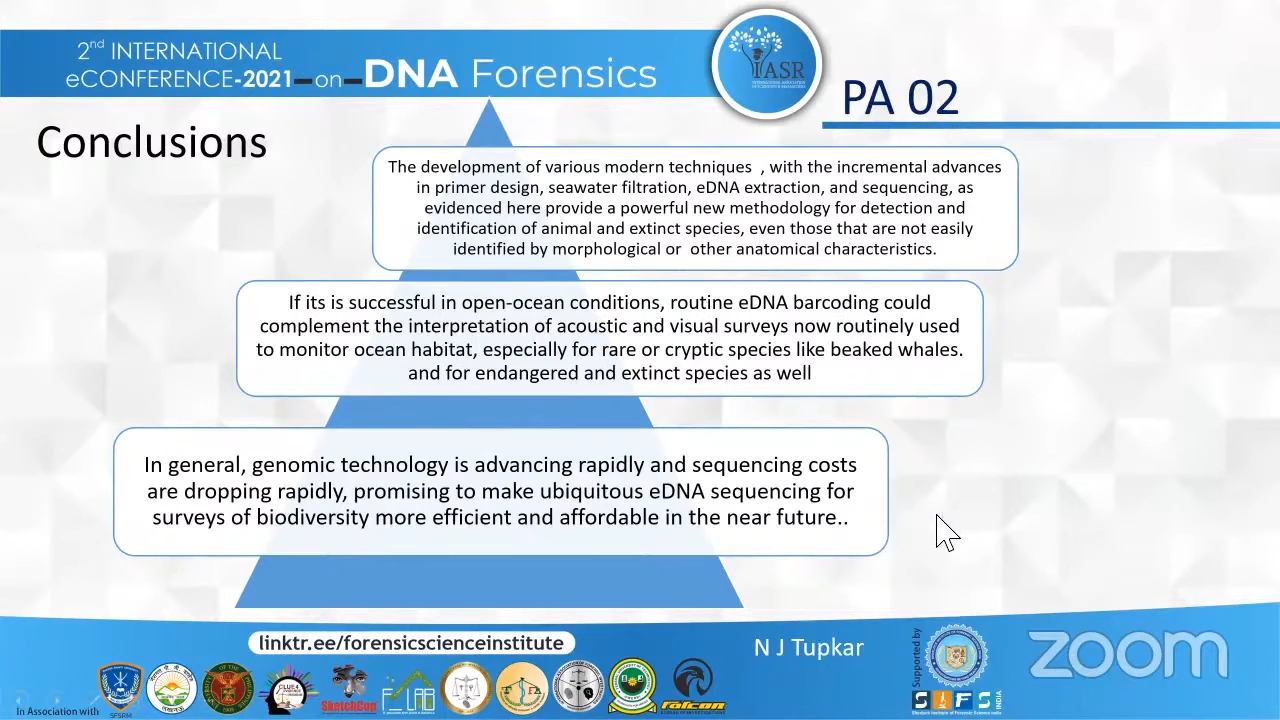 2nd INTERNATIONAL
eCONFERENCE-2021-on-DNA Forensics
IASR
PA 02
Conclusions
The development of various modern techniques , with the incremental advances
in primer design, seawater filtration, eDNA extraction, and sequencing, as
evidenced here provide a powerful new methodology for detection and
identification of animal and extinct species, even those that are not easily
identified by morphological or other anatomical characteristics.
If its is successful in open-ocean conditions, routine eDNA barcoding could
complement the interpretation of acoustic and visual surveys now routinely used
to monitor ocean habitat, especially for rare or cryptic species like beaked whales.
and for endangered and extinct species as well
In general, genomic technology is advancing rapidly and sequencing costs
are dropping rapidly, promising to make ubiquitous eDNA sequencing for
surveys of biodiversity more efficient and affordable in the near future..
linktr.ee/forensicscienceinstitute
N J Tupkar
Supported by
SIFS INDIA
zoom
In Association with
SFSRM
SketchCop
falcon